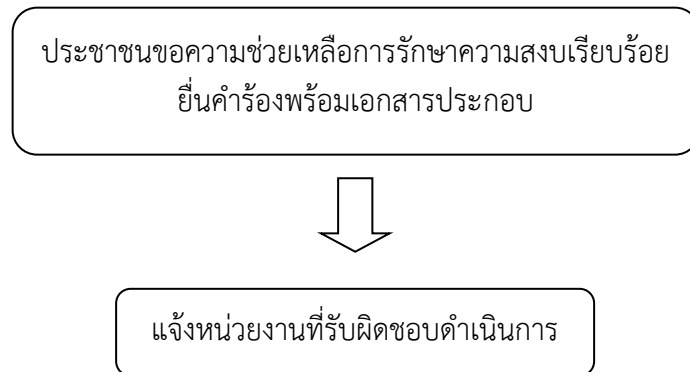 ประชาชนขอความช่วยเหลือการรักษาความสงบเรียบร้อย
ยื่นคำร้องพร้อมเอกสารประกอบ
แจ้งหน่วยงานที่รับผิดชอบดำเนินการ